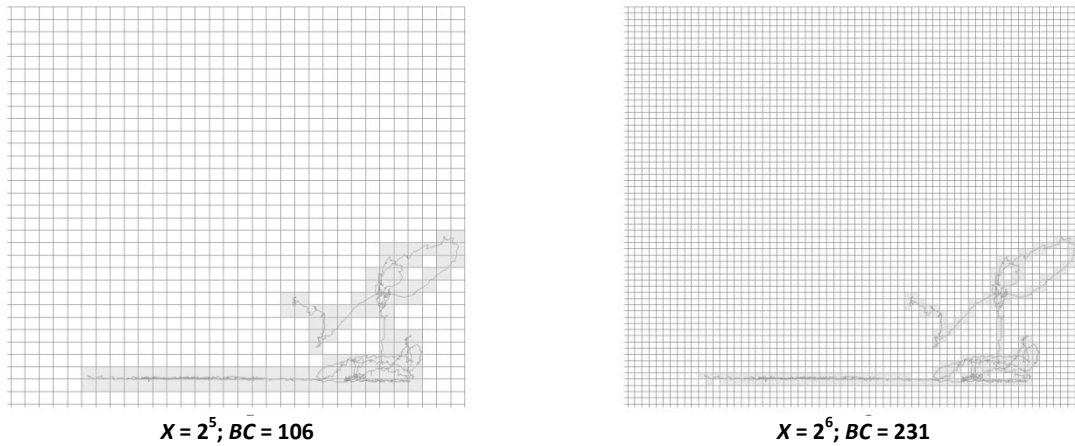 X = 2⁵; BC = 106
X = 2⁶; BC = 231